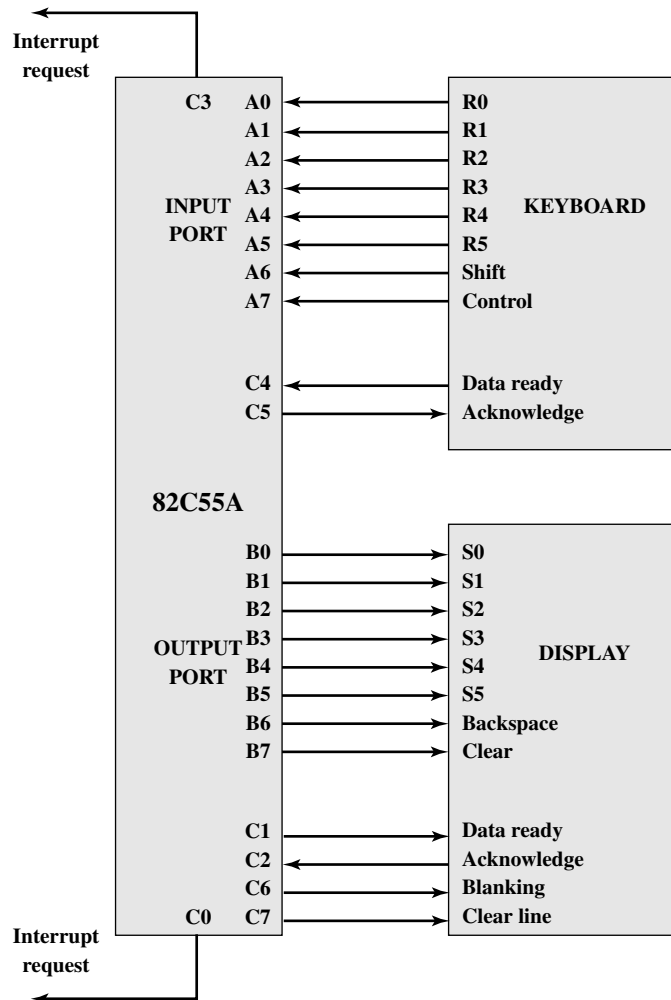 Interrupt
request
C3 A0 R0
A1 R1
A2 R2
A3 R3
INPUT
PORT
A4 R4
KEYBOARD
A5 R5
A6 Shift
A7 Control
C4 Data ready
C5 Acknowledge
82C55A
B0 S0
B1 S1
B2 S2
B3 S3
OUTPUT
PORT
B4 S4
DISPLAY
B5 S5
B6 Backspace
B7 Clear
C1 Data ready
C2 Acknowledge
C6 Blanking
C0 C7 Clear line
Interrupt
request